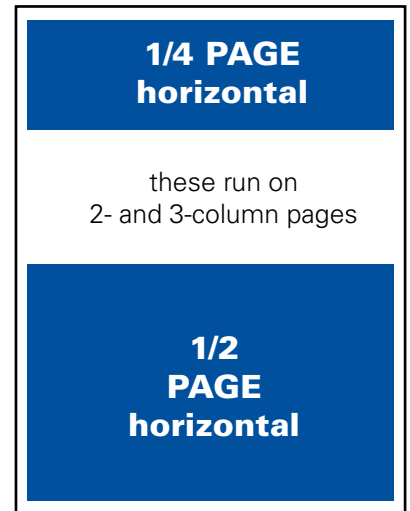 1/4 PAGE
horizontal
these run on
2- and 3-column pages
1/2
PAGE
horizontal